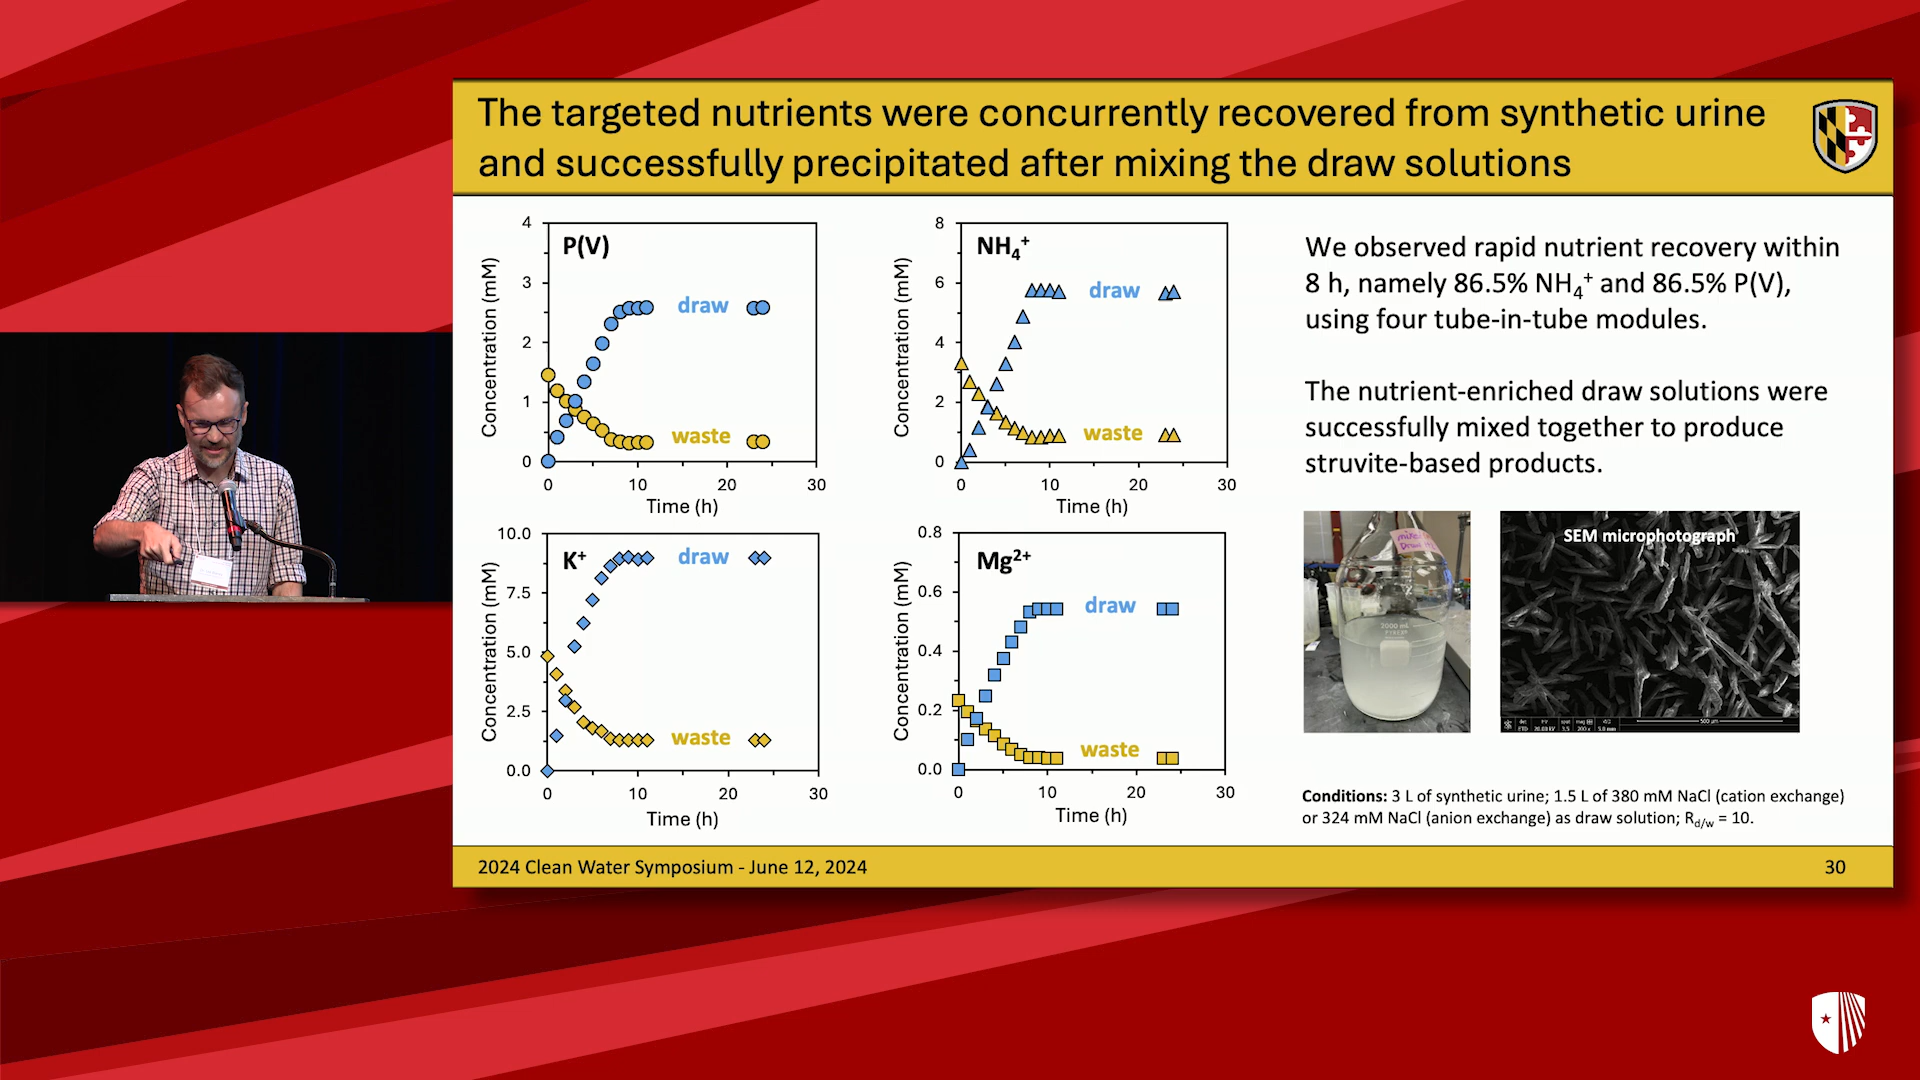 The targeted nutrients were concurrently recovered from synthetic urine
and successfully precipitated after mixing the draw solutions
P(V)
draw
waste
Concentration (mM)
4
3
2
1
0
0
10
20
30
Time (h)
NH4+
draw
waste
Concentration (mM)
8
6
4
2
0
0
10
20
30
Time (h)
K+
draw
waste
Concentration (mM)
10.0
7.5
5.0
2.5
0.0
0
10
20
30
Time (h)
Mg2+
draw
waste
Concentration (mM)
0.8
0.6
0.4
0.2
0.0
0
10
20
30
Time (h)
We observed rapid nutrient recovery within
8 h, namely 86.5% NH4+ and 86.5% P(V),
using four tube-in-tube modules.
The nutrient-enriched draw solutions were
successfully mixed together to produce
struvite-based products.
SEM microphotograph
500 µm
Conditions: 3 L of synthetic urine; 1.5 L of 380 mM NaCl (cation exchange)
or 324 mM NaCl (anion exchange) as draw solution; Rd/w = 10.
2024 Clean Water Symposium - June 12, 2024
30